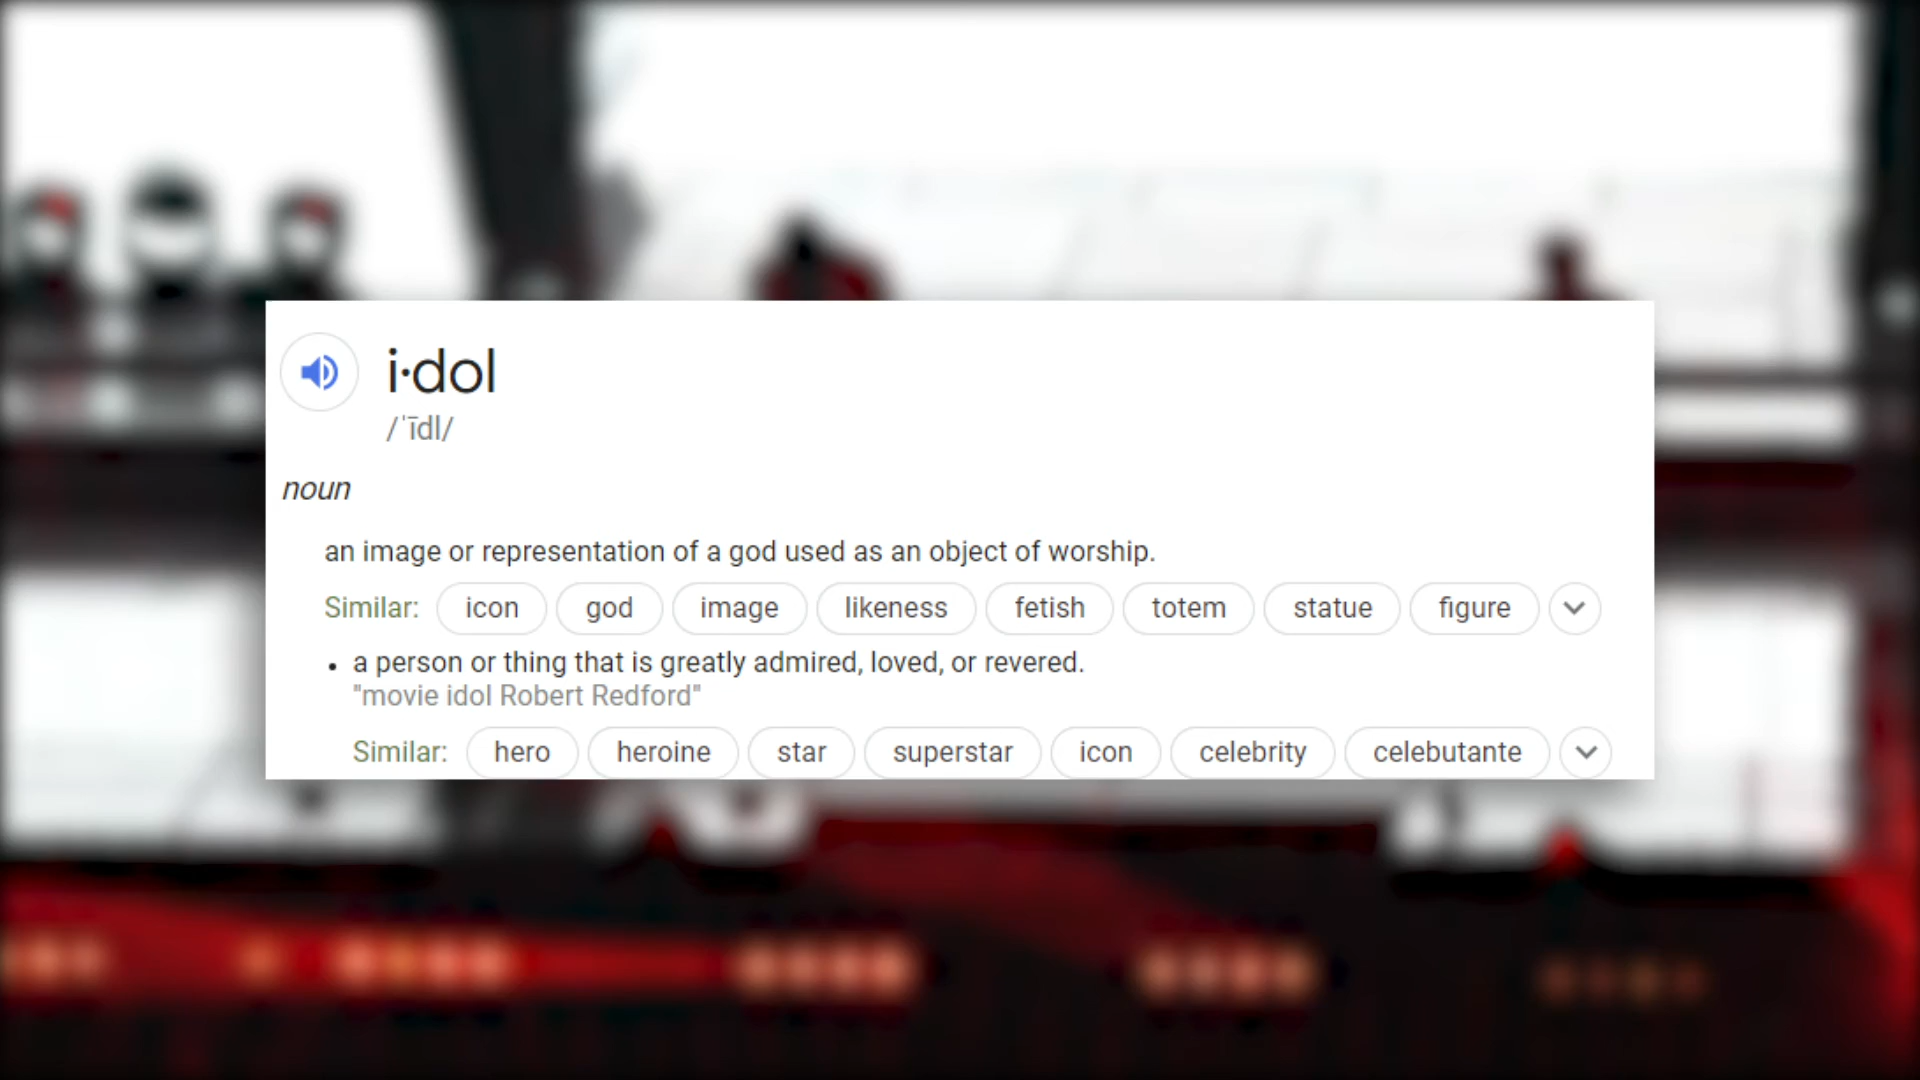 i·dol
/ˈīdl/
noun
an image or representation of a god used as an object of worship.
Similar: icon god image likeness fetish totem statue figure
• a person or thing that is greatly admired, loved, or revered.
"movie idol Robert Redford"
Similar: hero heroine star superstar icon celebrity celebutante